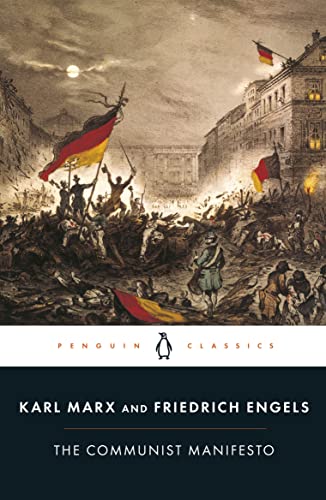 PENGUIN CLASSICS
KARL MARX AND FRIEDRICH ENGELS
THE COMMUNIST MANIFESTO